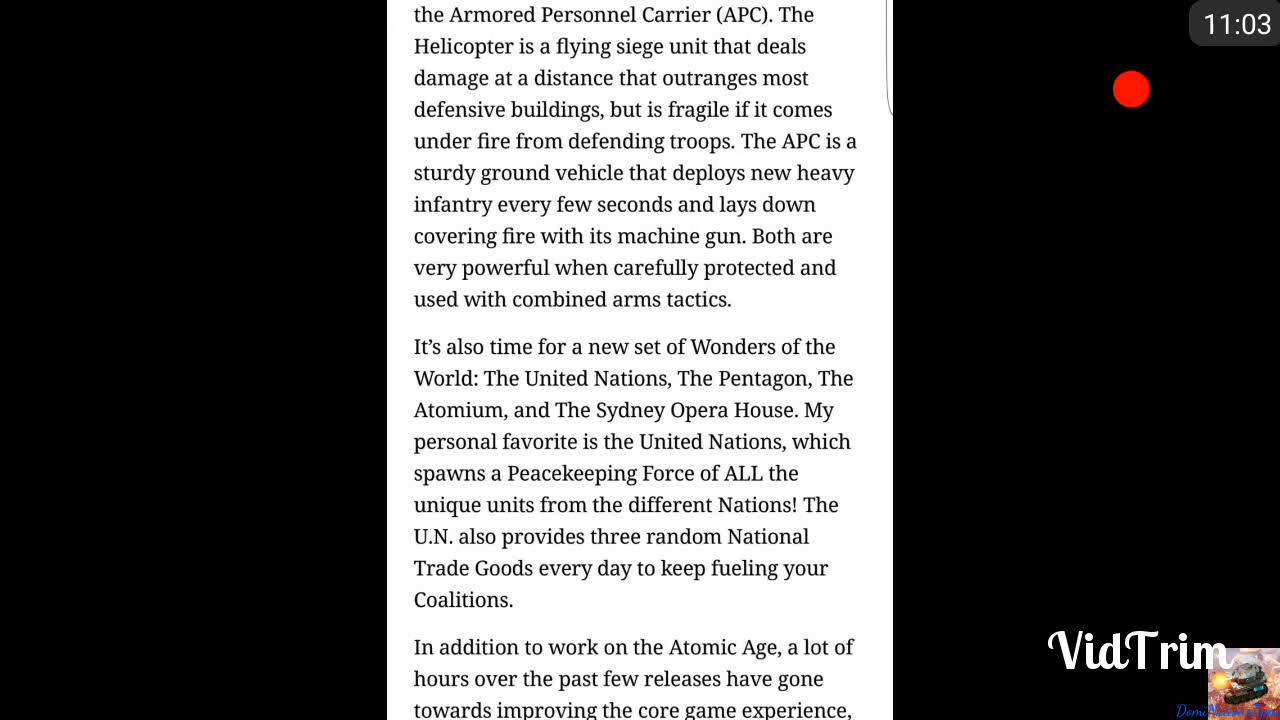 11:03
the Armored Personnel Carrier (APC). The
Helicopter is a flying siege unit that deals
damage at a distance that outranges most
defensive buildings, but is fragile if it comes
under fire from defending troops. The APC is a
sturdy ground vehicle that deploys new heavy
infantry every few seconds and lays down
covering fire with its machine gun. Both are
very powerful when carefully protected and
used with combined arms tactics.
It’s also time for a new set of Wonders of the
World: The United Nations, The Pentagon, The
Atomium, and The Sydney Opera House. My
personal favorite is the United Nations, which
spawns a Peacekeeping Force of ALL the
unique units from the different Nations! The
U.N. also provides three random National
Trade Goods every day to keep fueling your
Coalitions.
In addition to work on the Atomic Age, a lot of
hours over the past few releases have gone
towards improving the core game experience,
VidTrim